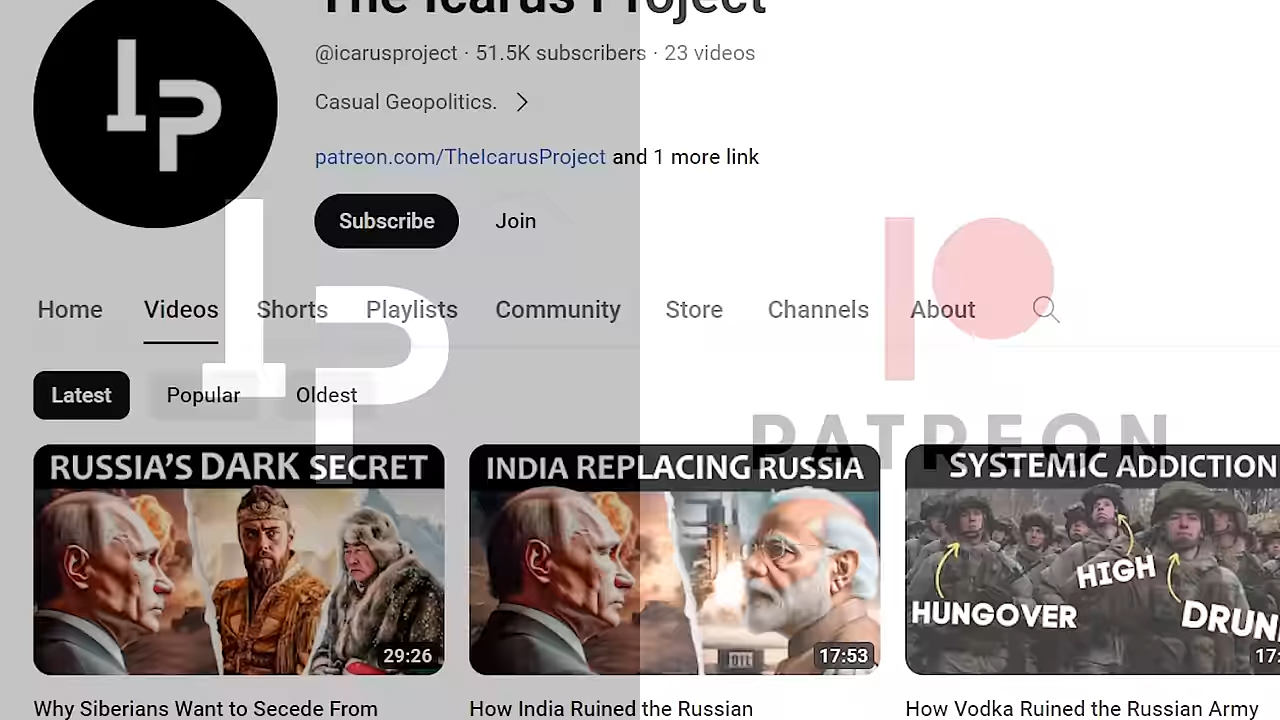 The Icarus Project
@icarusproject · 51.5K subscribers · 23 videos
Casual Geopolitics.
patreon.com/TheIcarusProject and 1 more link
Subscribe
Join
Home
Videos
Shorts
Playlists
Community
Store
Channels
About
Latest
Popular
Oldest
PATREON
RUSSIA'S DARK SECRET
29:26
INDIA REPLACING RUSSIA
OIL
17:53
SYSTEMIC ADDICTION
HUNGOVER
HIGH
DRUN
17:
Why Siberians Want to Secede From
How India Ruined the Russian
How Vodka Ruined the Russian Army